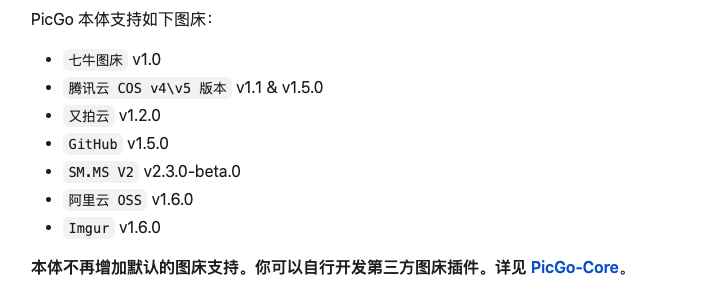 PicGo 本体支持如下图床：
七牛图床 v1.0
腾讯云 COS v4\v5 版本 v1.1 & v1.5.0
又拍云 v1.2.0
GitHub v1.5.0
SM.MS V2 v2.3.0-beta.0
阿里云 OSS v1.6.0
Imgur v1.6.0
本体不再增加默认的图床支持。你可以自行开发第三方图床插件。详见 PicGo-Core。